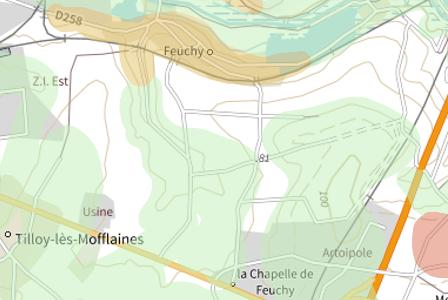 D258
Feuchy
Z.I. Est
81
100
Usine
Tilloy-lès-Mofflaines
Artoipole
la Chapelle de
Feuchy